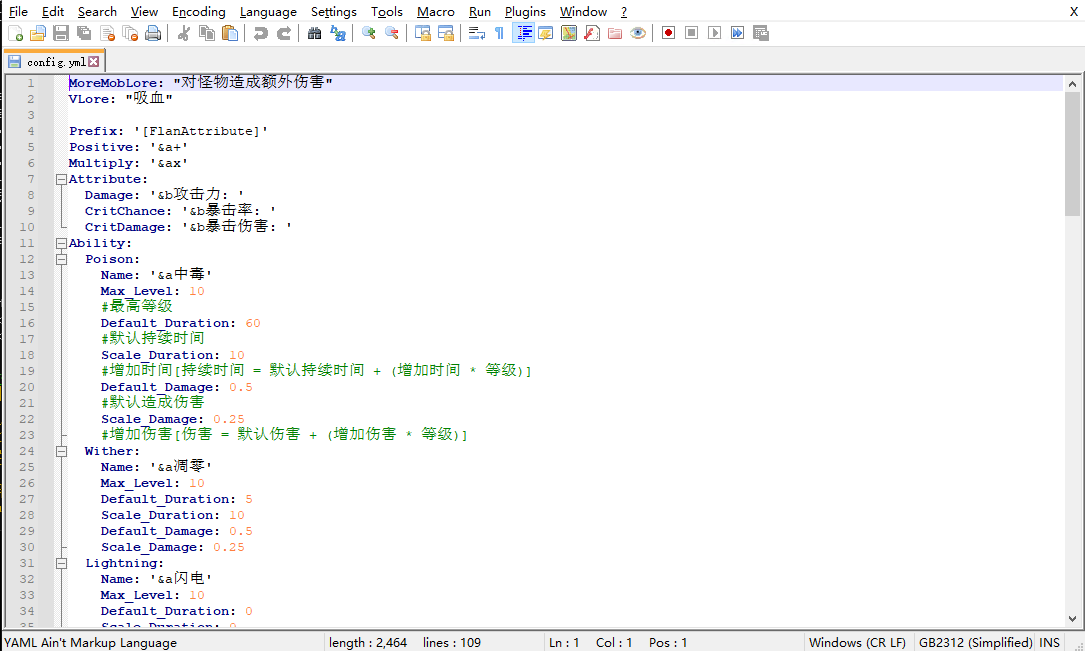 File Edit Search View Encoding Language Settings Tools Macro Run Plugins Window ? X
config.yml
1 MoreMobLore: "对怪物造成额外伤害"
2 VLore: "吸血"
3
4 Prefix: '[FlanAttribute]'
5 Positive: '&a+'
6 Multiply: '&ax'
7 Attribute:
8 Damage: '&b攻击力: '
9 CritChance: '&b暴击率: '
10 CritDamage: '&b暴击伤害: '
11 Ability:
12 Poison:
13 Name: '&a中毒'
14 Max_Level: 10
15 #最高等级
16 Default_Duration: 60
17 #默认持续时间
18 Scale_Duration: 10
19 #增加时间[持续时间 = 默认持续时间 + (增加时间 * 等级)]
20 Default_Damage: 0.5
21 #默认造成伤害
22 Scale_Damage: 0.25
23 #增加伤害[伤害 = 默认伤害 + (增加伤害 * 等级)]
24 Wither:
25 Name: '&a凋零'
26 Max_Level: 10
27 Default_Duration: 5
28 Scale_Duration: 10
29 Default_Damage: 0.5
30 Scale_Damage: 0.25
31 Lightning:
32 Name: '&a闪电'
33 Max_Level: 10
34 Default_Duration: 0
35 Scale_Duration: 0
YAML Ain't Markup Language length : 2,464 lines : 109 Ln : 1 Col : 1 Pos : 1 Windows (CR LF) GB2312 (Simplified) INS